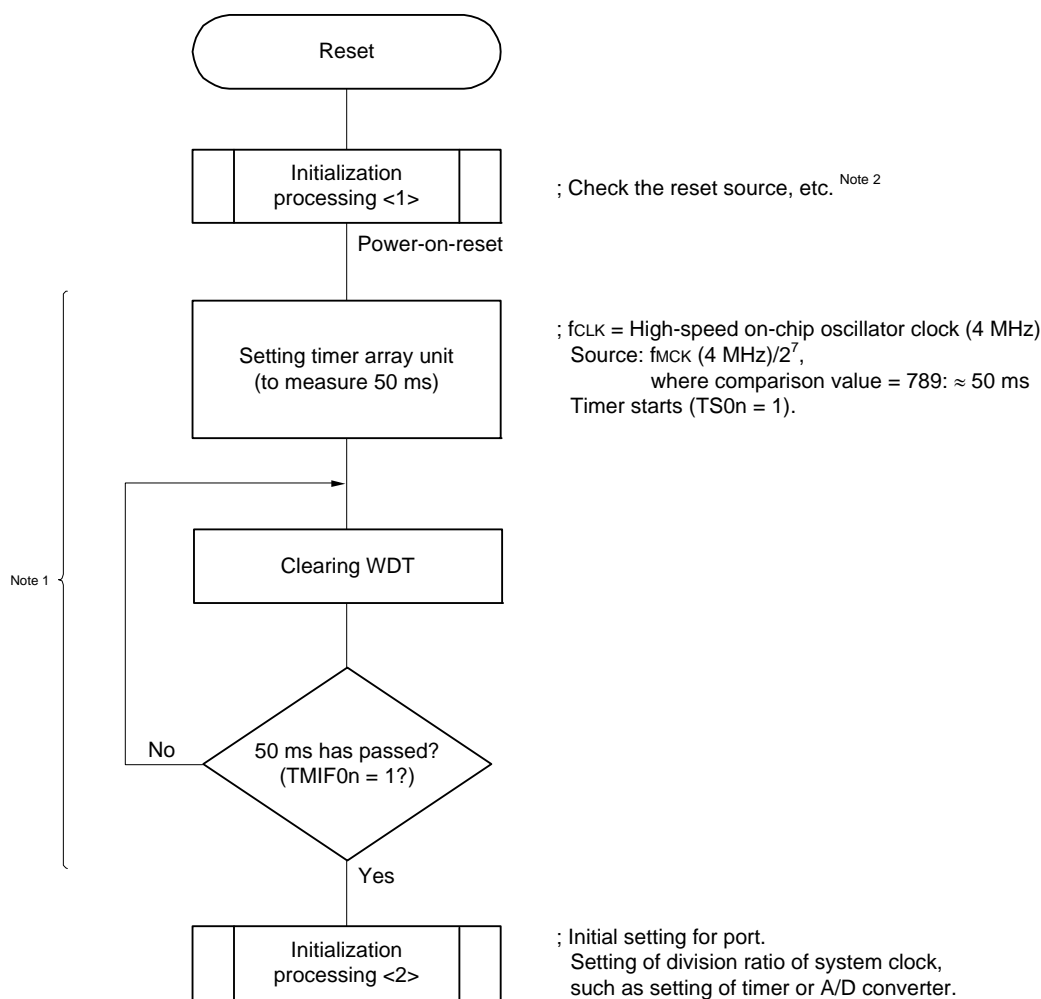 Reset
Initialization
processing <1>
; Check the reset source, etc. Note 2
Power-on-reset
Setting timer array unit
(to measure 50 ms)
; fCLK = High-speed on-chip oscillator clock (4 MHz)
Source: fMCK (4 MHz)/2⁷,
where comparison value = 789: ≈ 50 ms
Timer starts (TS0n = 1).
Clearing WDT
Note 1
No
50 ms has passed?
(TMIF0n = 1?)
Yes
Initialization
processing <2>
; Initial setting for port.
Setting of division ratio of system clock,
such as setting of timer or A/D converter.